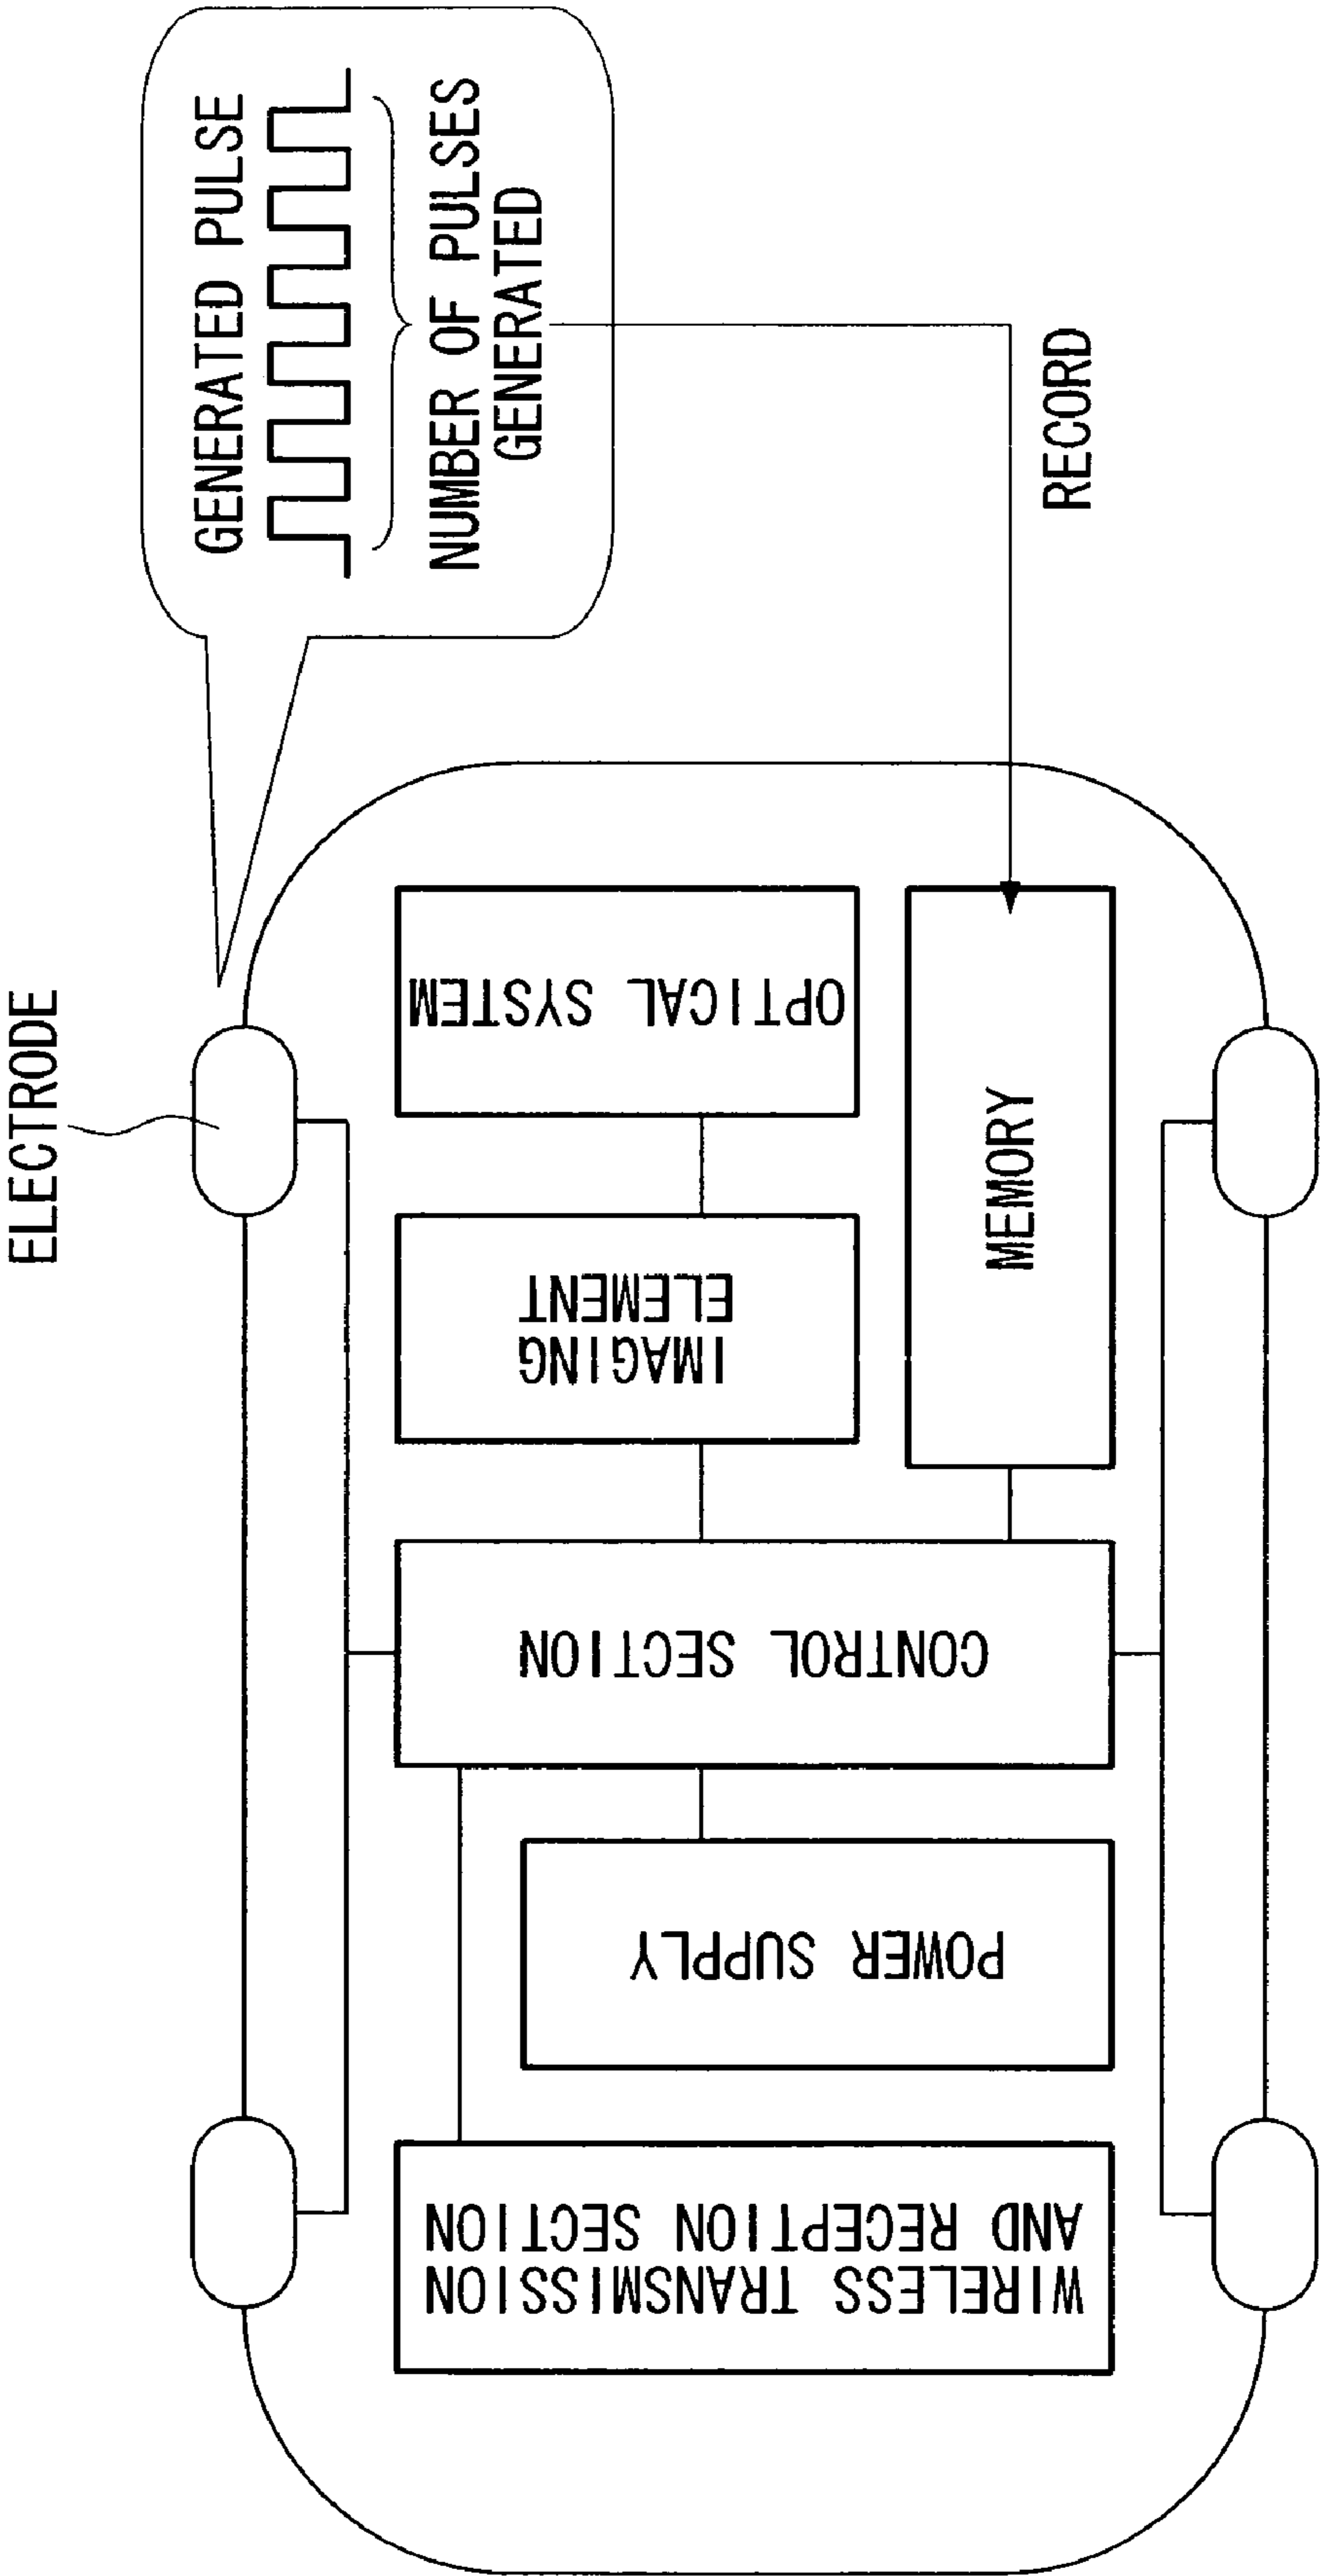 GENERATED PULSE
NUMBER OF PULSES
GENERATED
RECORD
ELECTRODE
OPTICAL SYSTEM
IMAGING
ELEMENT
MEMORY
CONTROL SECTION
POWER SUPPLY
WIRELESS TRANSMISSION
AND RECEPTION SECTION